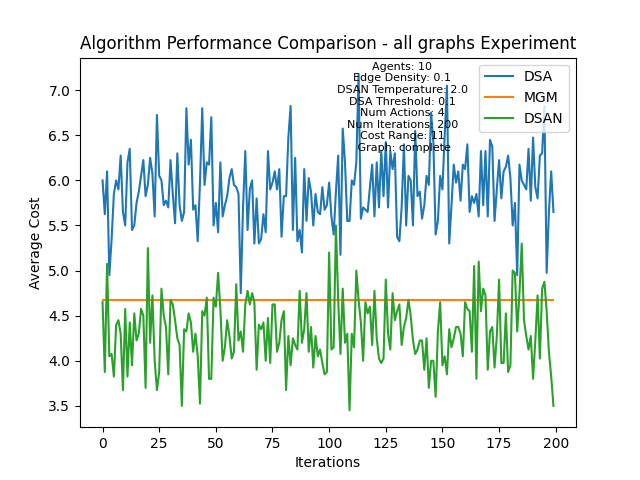 Algorithm Performance Comparison - all graphs Experiment
Agents: 10
Edge Density: 0.1
DSAN Temperature: 2.0
DSA Threshold: 0.1
Num Actions: 4
Num Iterations: 200
Cost Range: 11
Graph: complete
DSA
MGM
DSAN
Average Cost
7.0
6.5
6.0
5.5
5.0
4.5
4.0
3.5
0 25 50 75 100 125 150 175 200
Iterations